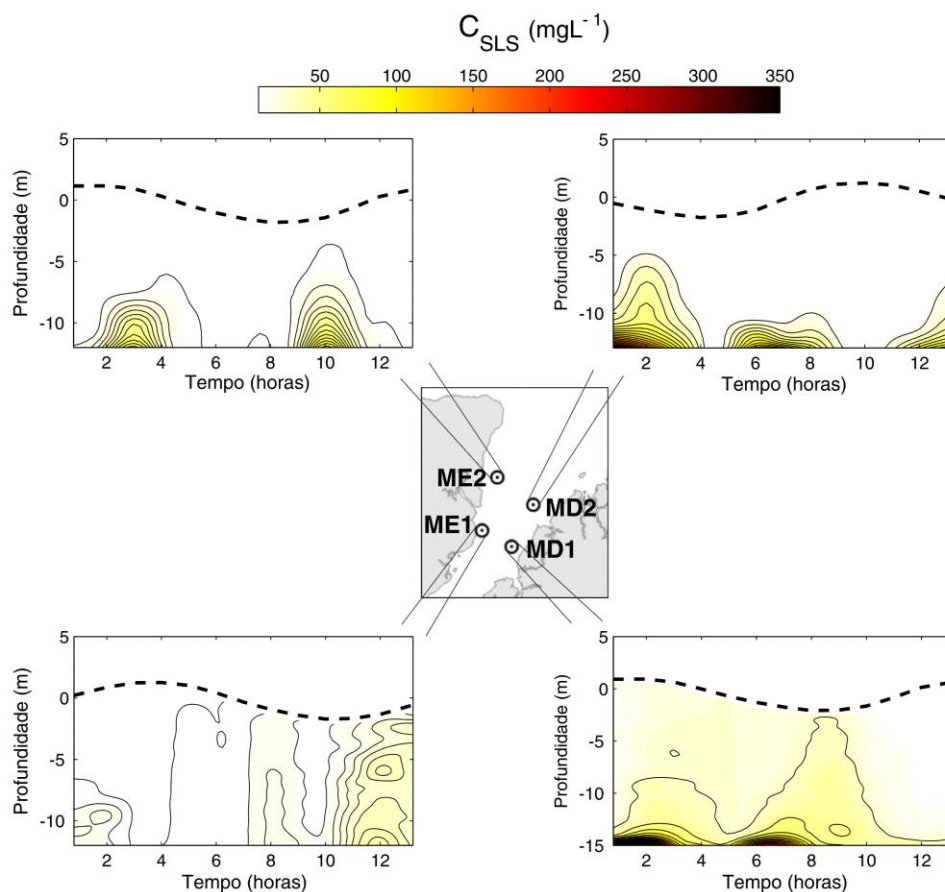 C_SLS (mgL⁻¹)
50 100 150 200 250 300 350
5
0
-5
-10
Profundidade (m)
2 4 6 8 10 12
Tempo (horas)
5
0
-5
-10
Profundidade (m)
2 4 6 8 10 12
Tempo (horas)
ME2
MD2
ME1
MD1
5
0
-5
-10
Profundidade (m)
2 4 6 8 10 12
Tempo (horas)
5
0
-5
-10
-15
Profundidade (m)
2 4 6 8 10 12
Tempo (horas)